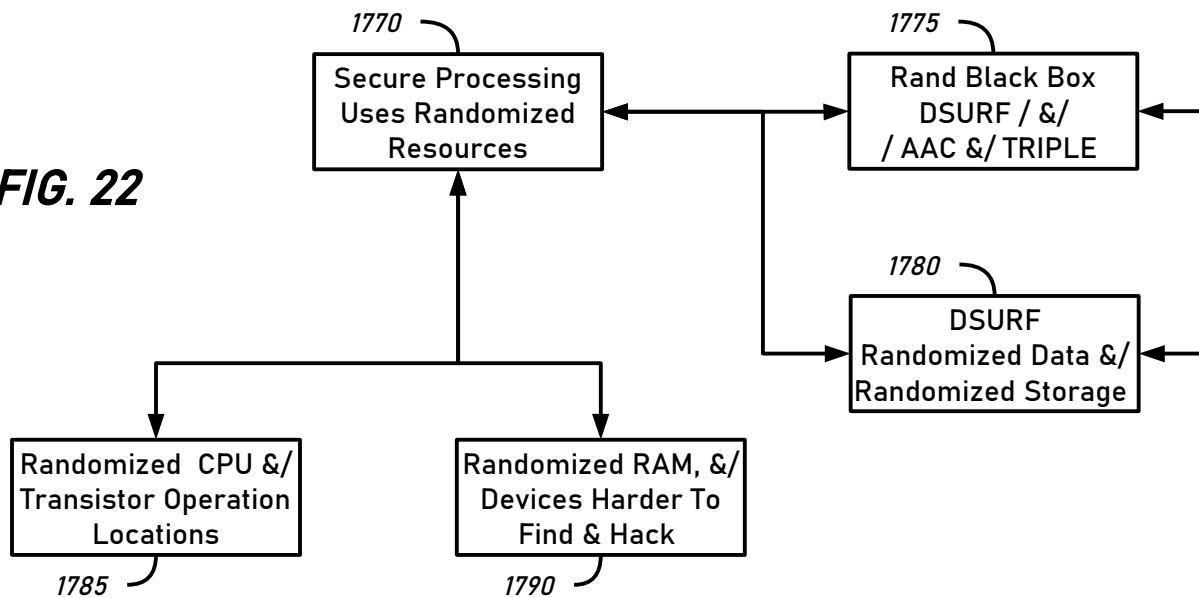 1770
Secure Processing
Uses Randomized
Resources
1775
Rand Black Box
DSURF / &/
/ AAC &/ TRIPLE
FIG. 22
1780
DSURF
Randomized Data &/
Randomized Storage
Randomized CPU &/
Transistor Operation
Locations
1785
Randomized RAM, &/
Devices Harder To
Find & Hack
1790